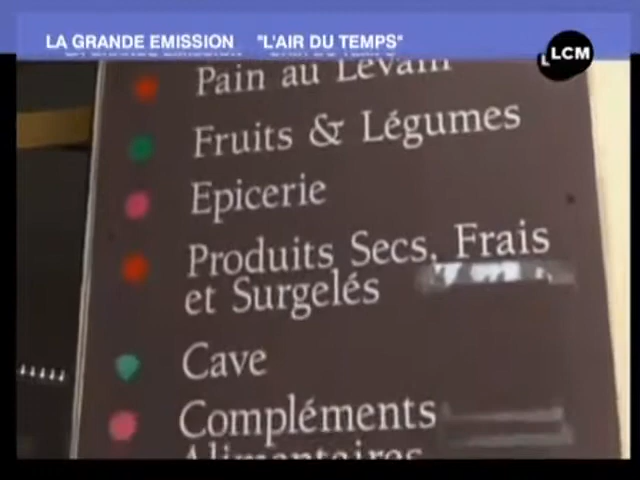 LA GRANDE EMISSION "L'AIR DU TEMPS"
LCM
Pain au Levain
Fruits & Légumes
Epicerie
Produits Secs, Frais
et Surgelés
Cave
Compléments
Alimentaires